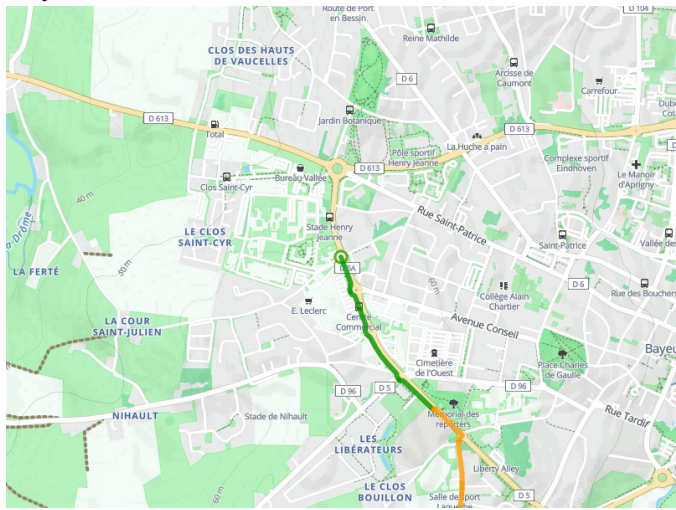 Route de Port
en Bessin
D 104
Reine Mathilde
CLOS DES HAUTS
DE VAUCELLES
Arcisse de
Caumont
D 6
Carrefour
D 613
Jardin Botanique
Total
D 613
La Huche à pain
Pôle sportif
Henry Jeanne
Complexe sportif
Eindhoven
D 613
Bureau Vallée
Le Manoir
d'Aprigny
Clos Saint-Cyr
40 m
Rue Saint-Patrice
Stade Henry
Jeanne
LE CLOS
SAINT-CYR
La Drôme
Saint-Patrice
Vallée des
50 m
D 6A
LA FERTÉ
60 m
D 6
Rue des Bouchers
Collège Alain
Chartier
E. Leclerc
Centre
Commercial
LA COUR
SAINT-JULIEN
Avenue Conseil
Cimetière
de l'Ouest
Place Charles
de Gaulle
D 96
D 5
D 96
NIHAULT
Stade de Nihault
Mémorial des
reporters
Rue Tardif
LES
LIBÉRATEURS
Liberty Alley
60 m
LE CLOS
BOUILLON
Salle de sport
D 5